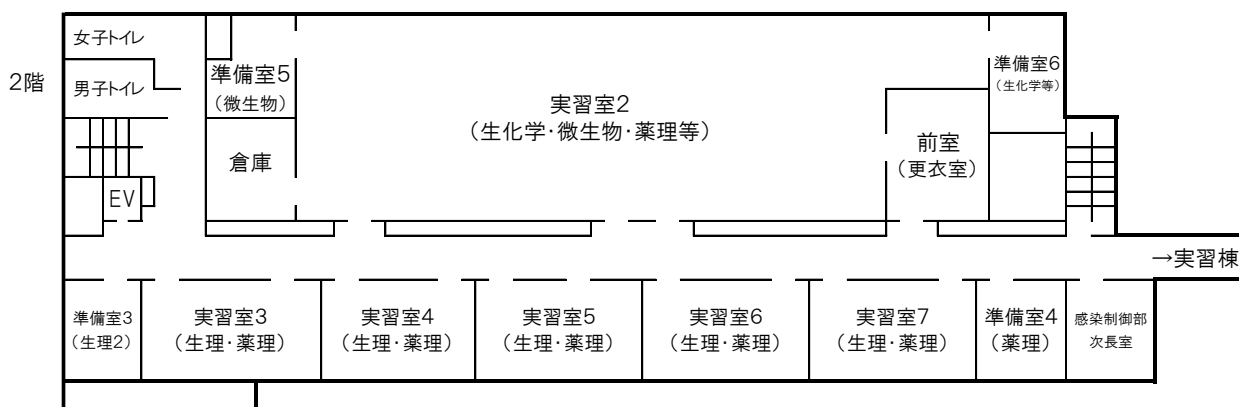 2階
女子トイレ
男子トイレ
EV
準備室5
(微生物)
倉庫
実習室2
(生化学・微生物・薬理等)
前室
(更衣室)
準備室6
(生化学等)
→実習棟
準備室3
(生理2)
実習室3
(生理・薬理)
実習室4
(生理・薬理)
実習室5
(生理・薬理)
実習室6
(生理・薬理)
実習室7
(生理・薬理)
準備室4
(薬理)
感染制御部
次長室